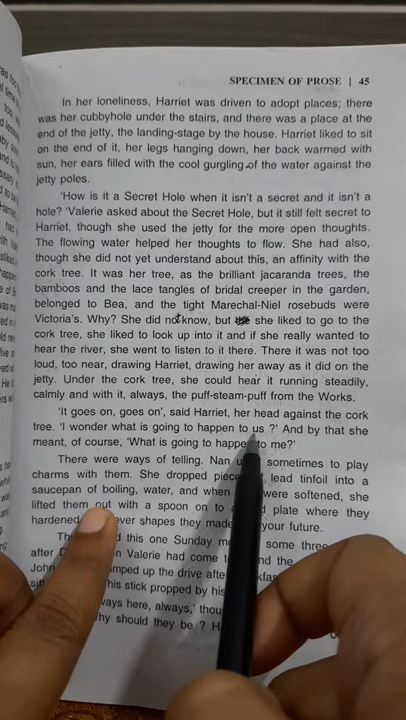 SPECIMEN OF PROSE | 45
In her loneliness, Harriet was driven to adopt places; there
was her cubbyhole under the stairs, and there was a place at the
end of the jetty, the landing-stage by the house. Harriet liked to sit
on the end of it, her legs hanging down, her back warmed with
sun, her ears filled with the cool gurgling of the water against the
jetty poles.
'How is it a Secret Hole when it isn't a secret and it isn't a
hole? 'Valerie asked about the Secret Hole, but it still felt secret to
Harriet, though she used the jetty for the more open thoughts.
The flowing water helped her thoughts to flow. She had also,
though she did not yet understand about this, an affinity with the
cork tree. It was her tree, as the brilliant jacaranda trees, the
bamboos and the lace tangles of bridal creeper in the garden,
belonged to Bea, and the tight Marechal-Niel rosebuds were
Victoria's. Why? She did not know, but she liked to go to the
cork tree, she liked to look up into it and if she really wanted to
hear the river, she went to listen to it there. There it was not too
loud, too near, drawing Harriet, drawing her away as it did on the
jetty. Under the cork tree, she could hear it running steadily,
calmly and with it, always, the puff-steam-puff from the Works.
'It goes on, goes on', said Harriet, her head against the cork
tree. 'I wonder what is going to happen to us ?' And by that she
meant, of course, 'What is going to happen to me?'
There were ways of telling. Nan sometimes to play
charms with them. She dropped lead tinfoil into a
saucepan of boiling, water, and when were softened, she
lifted them out with a spoon on to plate where they
hardened shapes they made your future.
this one Sunday some three
after Valerie had come the
John up the drive after
his stick propped by his
always here, always,' thou
hy should they be ? H